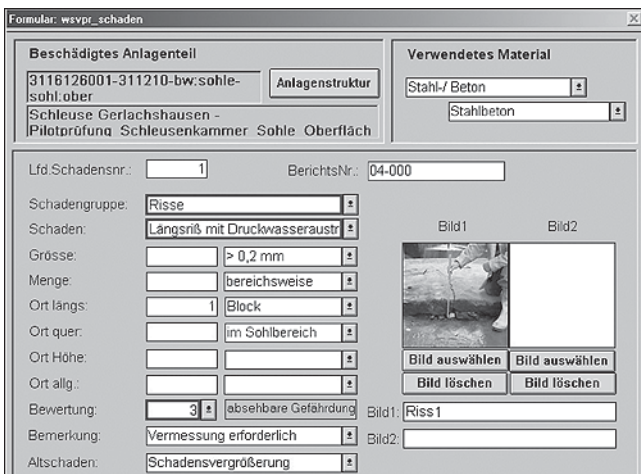 Formular: wsvpr_schaden
Beschädigtes Anlagenteil
3116126001-311210-bw:sohle-
sohl:ober
Anlagenstruktur
Schleuse Gerlachshausen -
Pilotprüfung Schleusenkammer Sohle Oberfläch
Verwendetes Material
Stahl-/ Beton
Stahlbeton
Lfd.Schadensnr.: 1 BerichtsNr.: 04-000
Schadengruppe: Risse
Schaden: Längsriß mit Druckwasseraustr
Grösse: > 0,2 mm
Menge: bereichsweise
Ort längs: 1 Block
Ort quer: im Sohlbereich
Ort Höhe:
Ort allg.:
Bewertung: 3 absehbare Gefährdung
Bemerkung: Vermessung erforderlich
Altschaden: Schadensvergrößerung
Bild1 Bild2
Bild auswählen Bild auswählen
Bild löschen Bild löschen
Bild1: Riss1
Bild2: